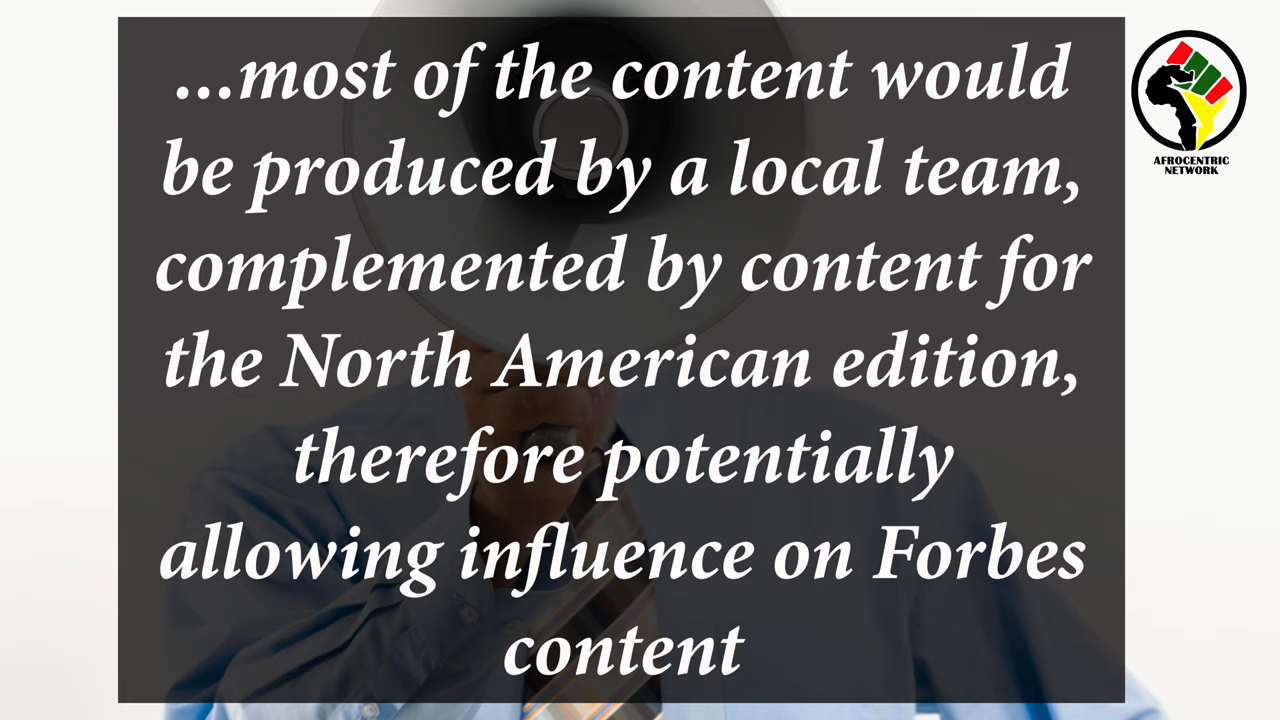 ...most of the content would
be produced by a local team,
complemented by content for
the North American edition,
therefore potentially
allowing influence on Forbes
content
AFROCENTRIC
NETWORK